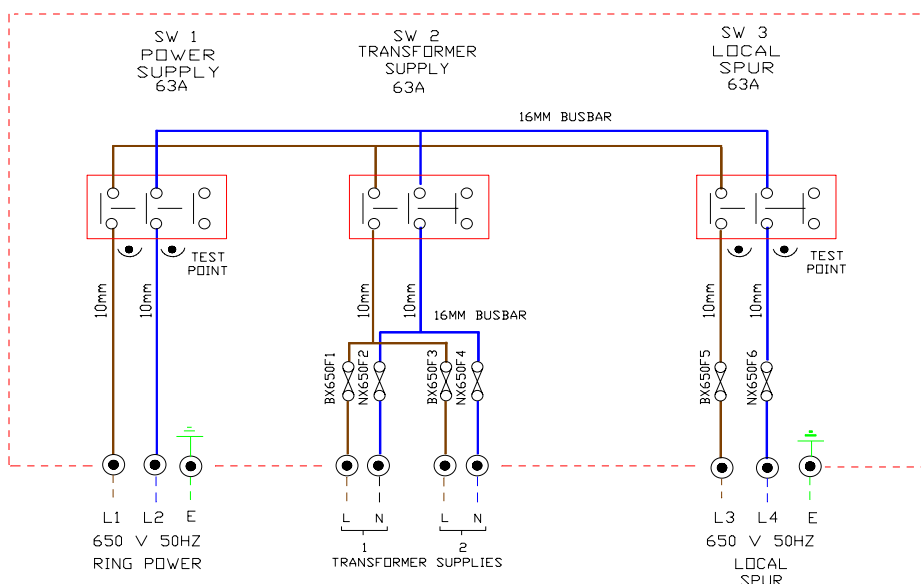 SW 1
POWER
SUPPLY
63A
SW 2
TRANSFORMER
SUPPLY
63A
SW 3
LOCAL
SPUR
63A
16MM BUSBAR
TEST
POINT
TEST
POINT
10mm
10mm
10mm
10mm
10mm
10mm
16MM BUSBAR
BX650F1
NX650F2
BX650F3
NX650F4
BX650F5
NX650F6
L1 L2 E
650 V 50HZ
RING POWER
L N L N
1 2
TRANSFORMER SUPPLIES
L3 L4 E
650 V 50HZ
LOCAL
SPUR